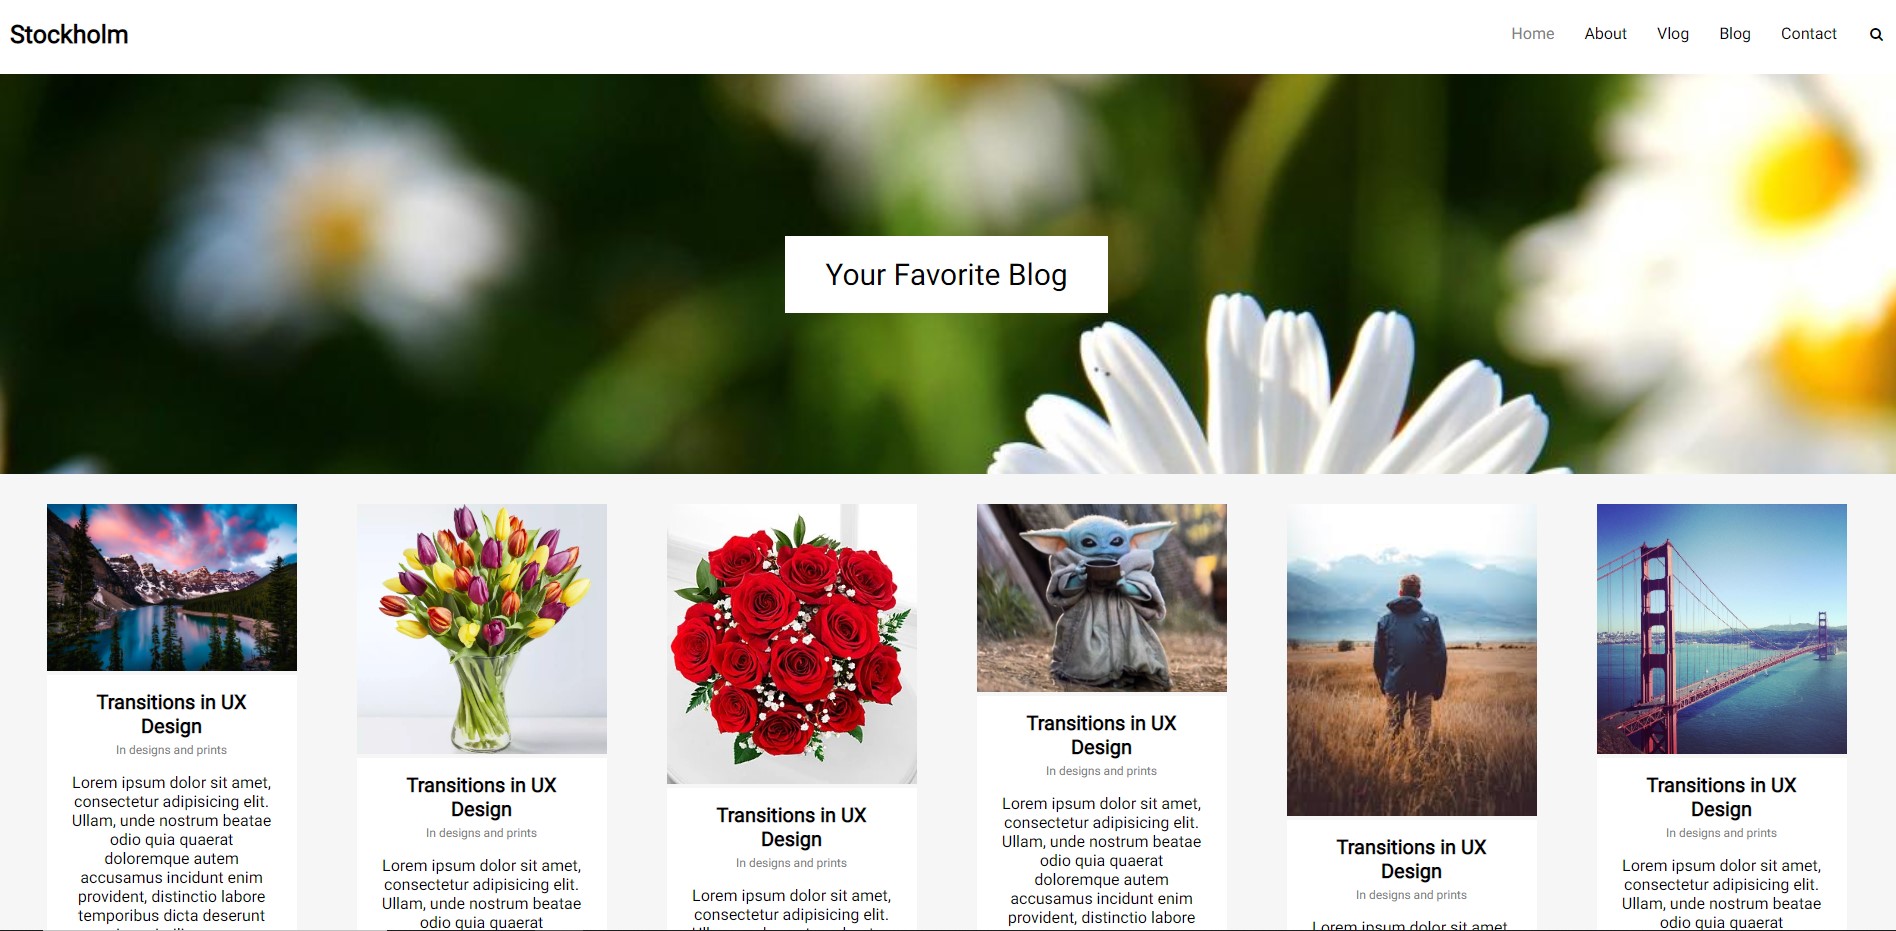 Stockholm
Home About Vlog Blog Contact
Your Favorite Blog
Transitions in UX
Design
In designs and prints
Lorem ipsum dolor sit amet,
consectetur adipisicing elit.
Ullam, unde nostrum beatae
odio quia quaerat
doloremque autem
accusamus incidunt enim
provident, distinctio labore
temporibus dicta deserunt
Transitions in UX
Design
In designs and prints
Lorem ipsum dolor sit amet,
consectetur adipisicing elit.
Ullam, unde nostrum beatae
odio quia quaerat
Transitions in UX
Design
In designs and prints
Lorem ipsum dolor sit amet,
consectetur adipisicing elit.
Transitions in UX
Design
In designs and prints
Lorem ipsum dolor sit amet,
consectetur adipisicing elit.
Ullam, unde nostrum beatae
odio quia quaerat
doloremque autem
accusamus incidunt enim
provident, distinctio labore
Transitions in UX
Design
In designs and prints
Lorem ipsum dolor sit amet,
Transitions in UX
Design
In designs and prints
Lorem ipsum dolor sit amet,
consectetur adipisicing elit.
Ullam, unde nostrum beatae
odio quia quaerat